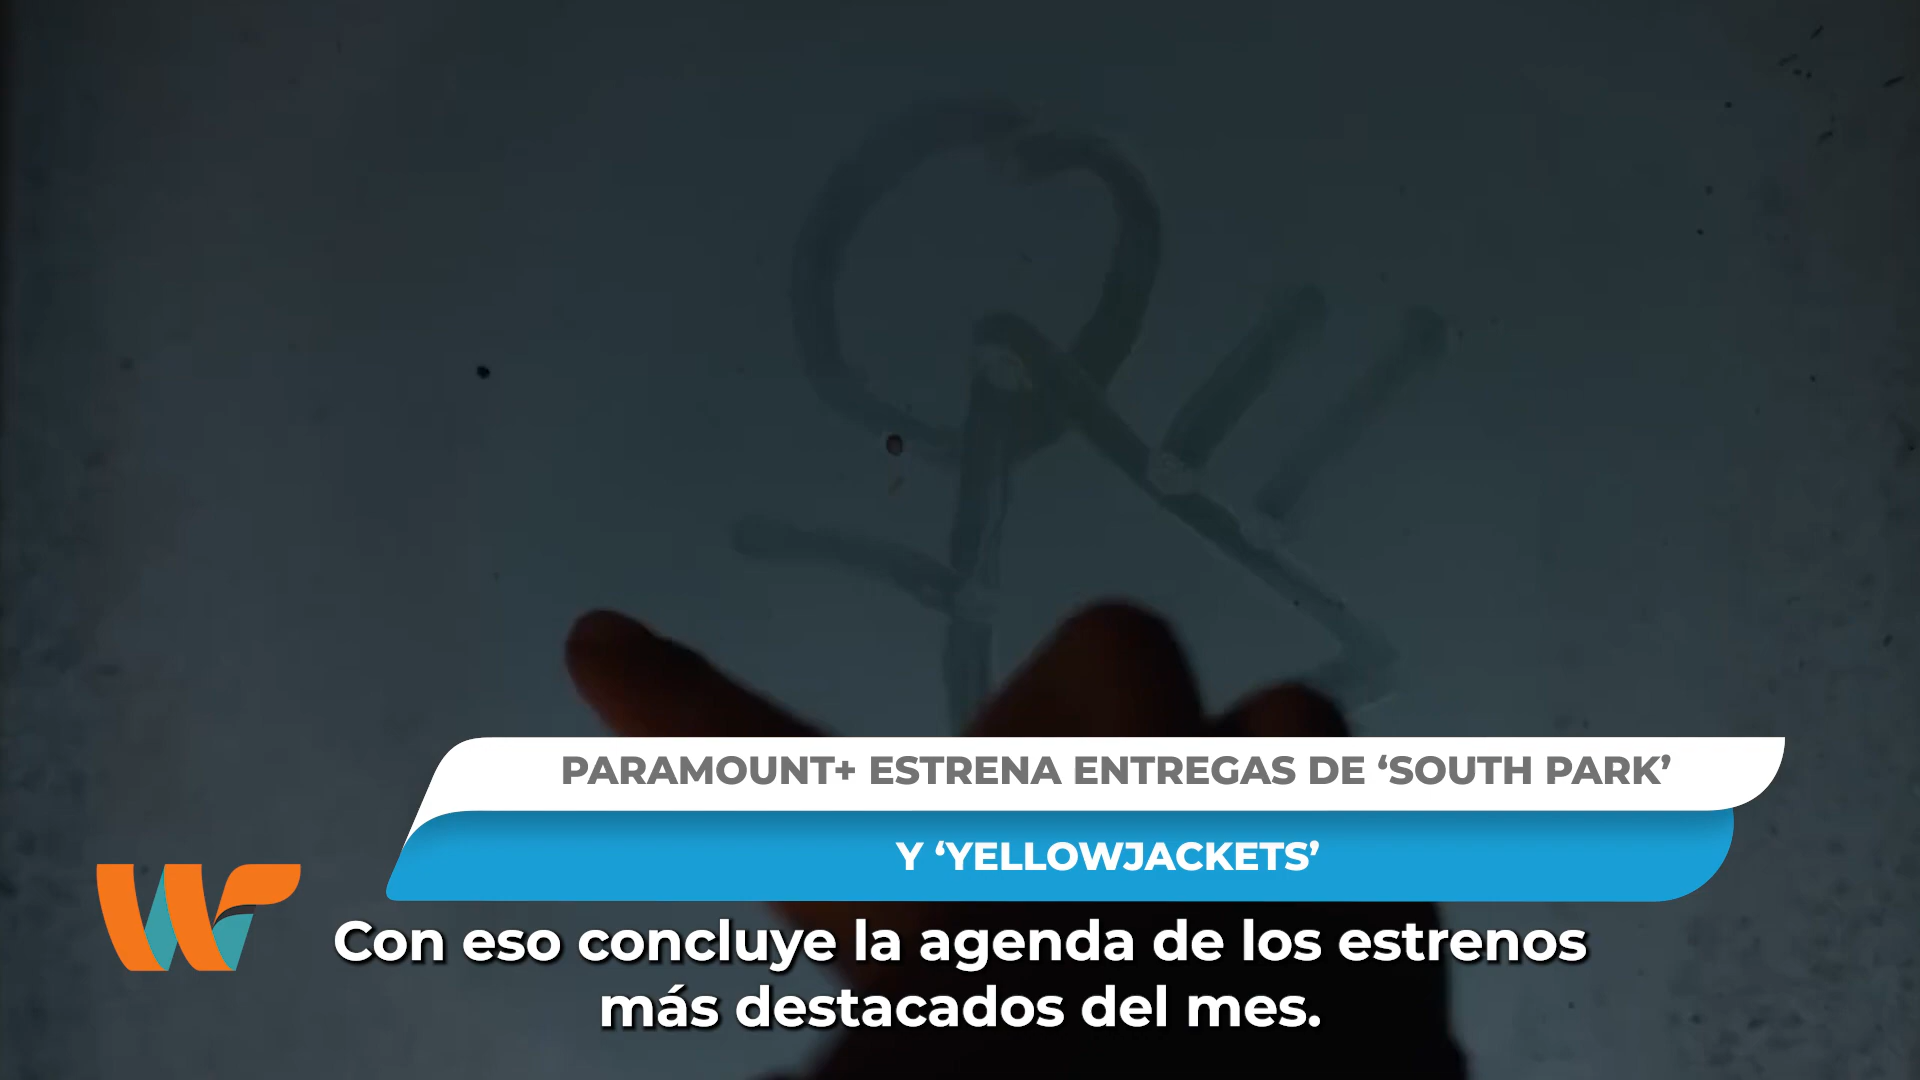 PARAMOUNT+ ESTRENA ENTREGAS DE ‘SOUTH PARK’
Y ‘YELLOWJACKETS’
Con eso concluye la agenda de los estrenos
más destacados del mes.